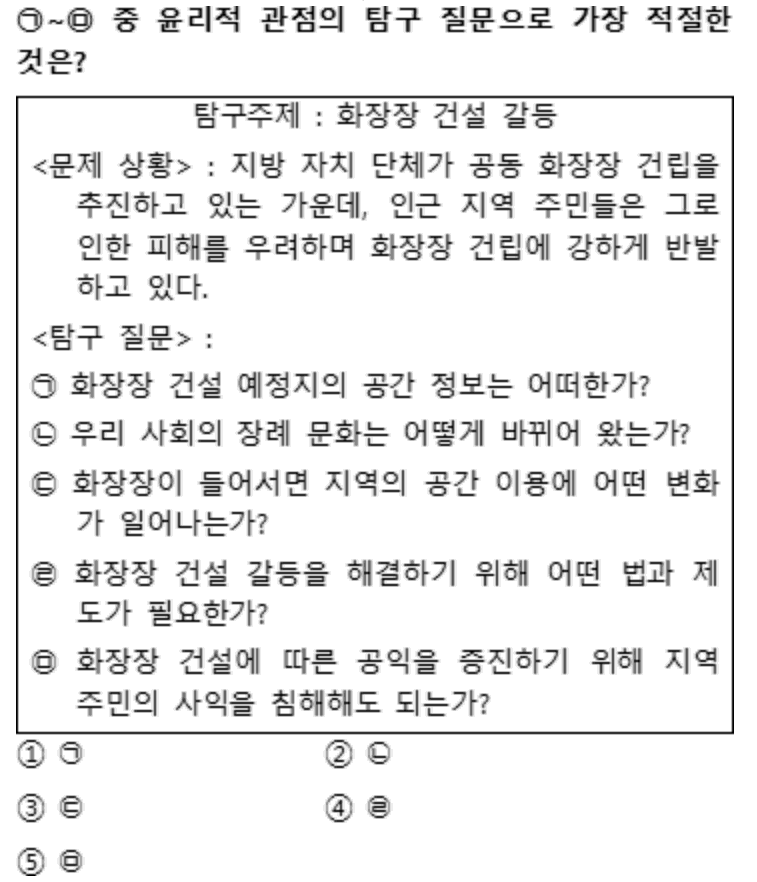 ㉠~㉤ 중 윤리적 관점의 탐구 질문으로 가장 적절한
것은?
탐구주제 : 화장장 건설 갈등
<문제 상황> : 지방 자치 단체가 공동 화장장 건립을
추진하고 있는 가운데, 인근 지역 주민들은 그로
인한 피해를 우려하며 화장장 건립에 강하게 반발
하고 있다.
<탐구 질문> :
㉠ 화장장 건설 예정지의 공간 정보는 어떠한가?
㉡ 우리 사회의 장례 문화는 어떻게 바뀌어 왔는가?
㉢ 화장장이 들어서면 지역의 공간 이용에 어떤 변화
가 일어나는가?
㉣ 화장장 건설 갈등을 해결하기 위해 어떤 법과 제
도가 필요한가?
㉤ 화장장 건설에 따른 공익을 증진하기 위해 지역
주민의 사익을 침해해도 되는가?
① ㉠ ② ㉡
③ ㉢ ④ ㉣
⑤ ㉤